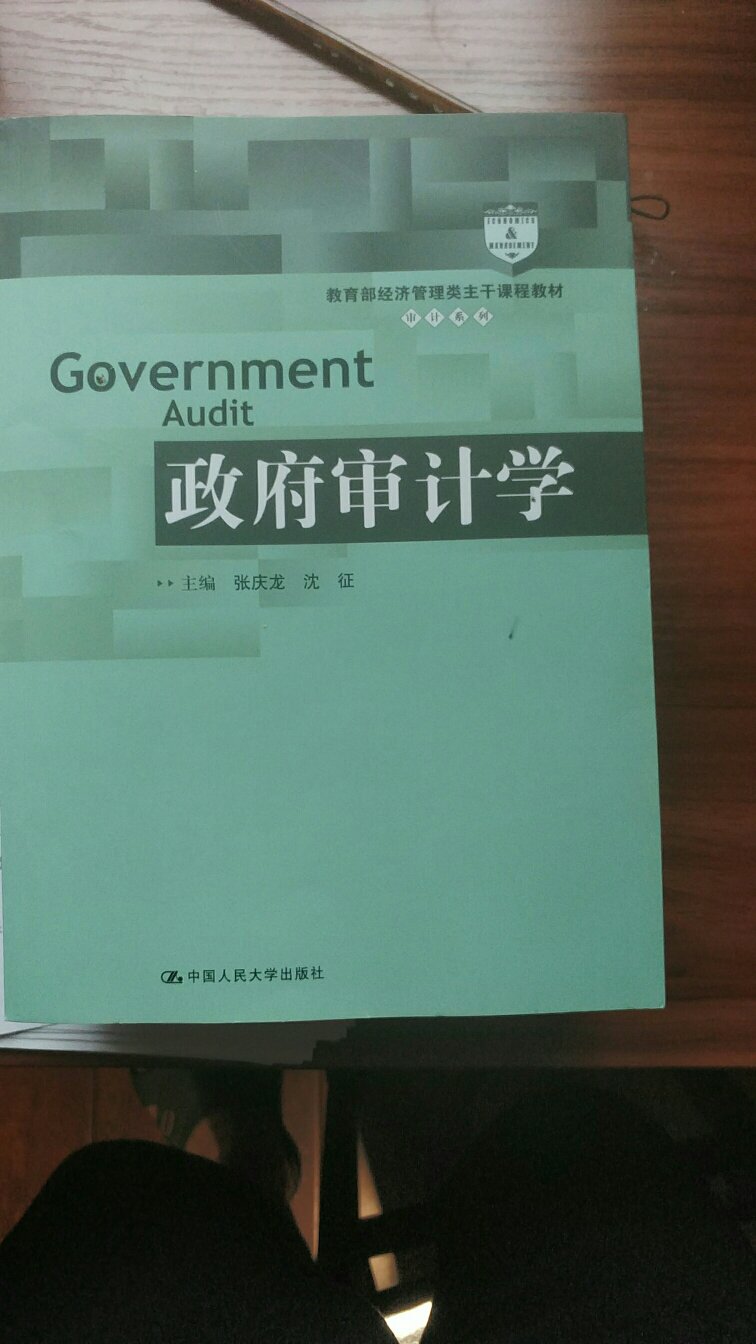 ECONOMICS
&
MANAGEMENT
教育部经济管理类主干课程教材
审计系列
Government
Audit
政府审计学
主编 张庆龙 沈 征
中国人民大学出版社